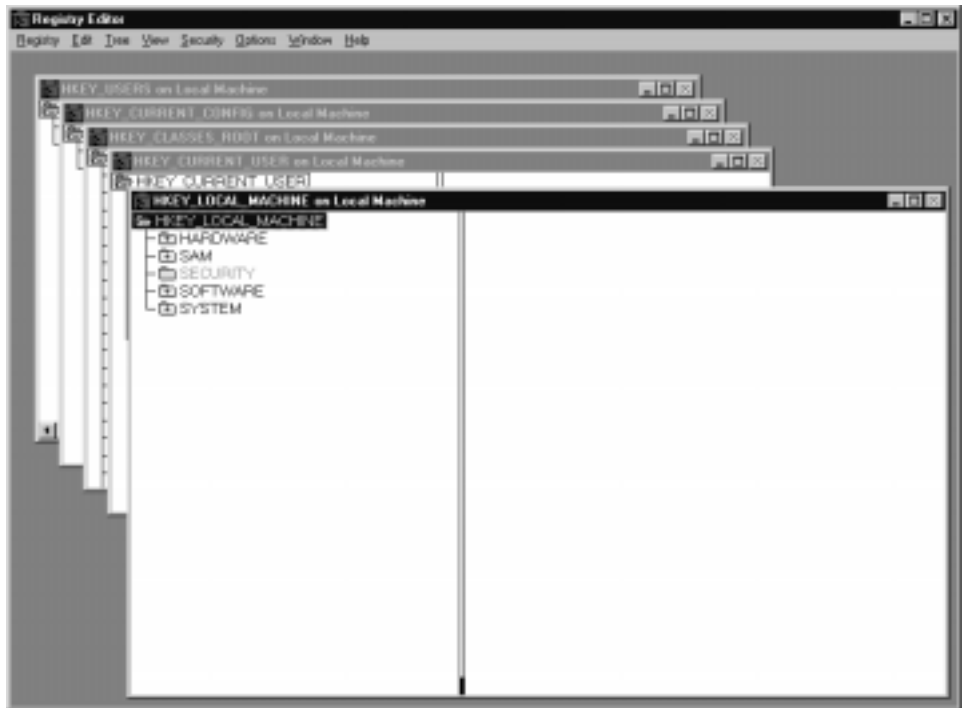 Registry Editor
Registry Edit Tree View Security Options Window Help
HKEY_USERS on Local Machine
HKEY_CURRENT_CONFIG on Local Machine
HKEY_CLASSES_ROOT on Local Machine
HKEY_CURRENT_USER on Local Machine
HKEY_CURRENT_USER
HKEY_LOCAL_MACHINE on Local Machine
HKEY_LOCAL_MACHINE
HARDWARE
SAM
SECURITY
SOFTWARE
SYSTEM